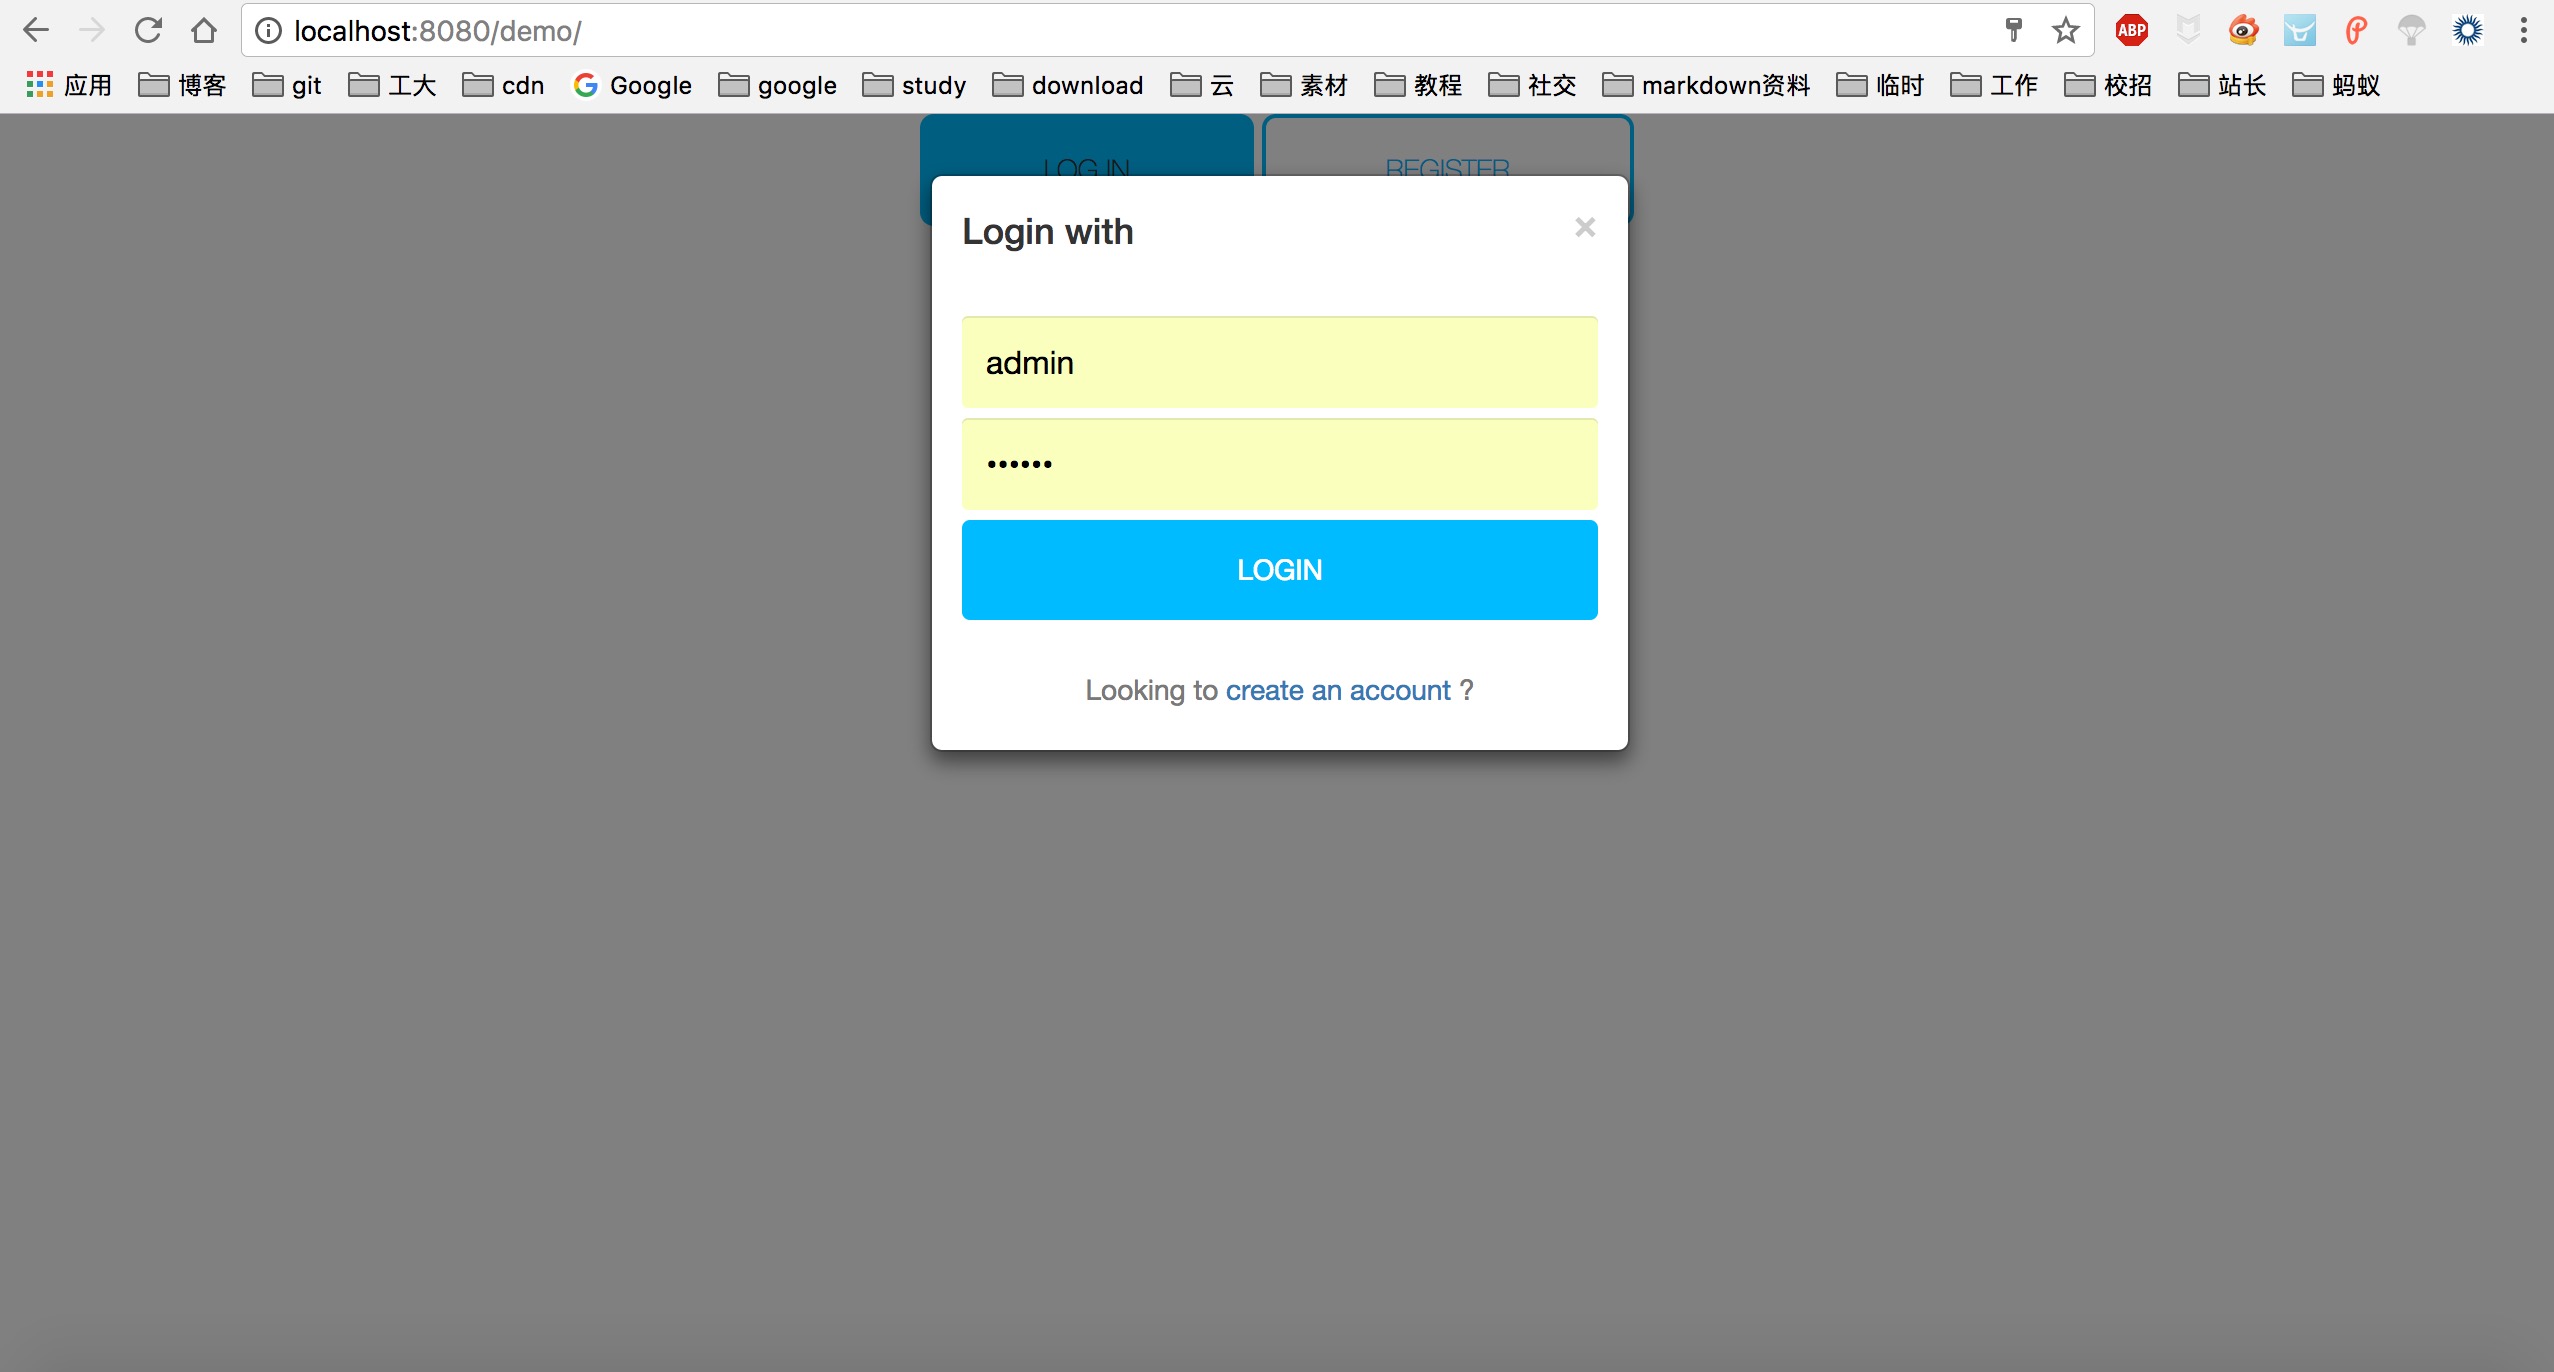 localhost:8080/demo/
ABP
应用 博客 git 工大 cdn Google google study download 云 素材 教程 社交 markdown资料 临时 工作 校招 站长 蚂蚁
LOG IN REGISTER
Login with ×
admin
••••••
LOGIN
Looking to create an account ?